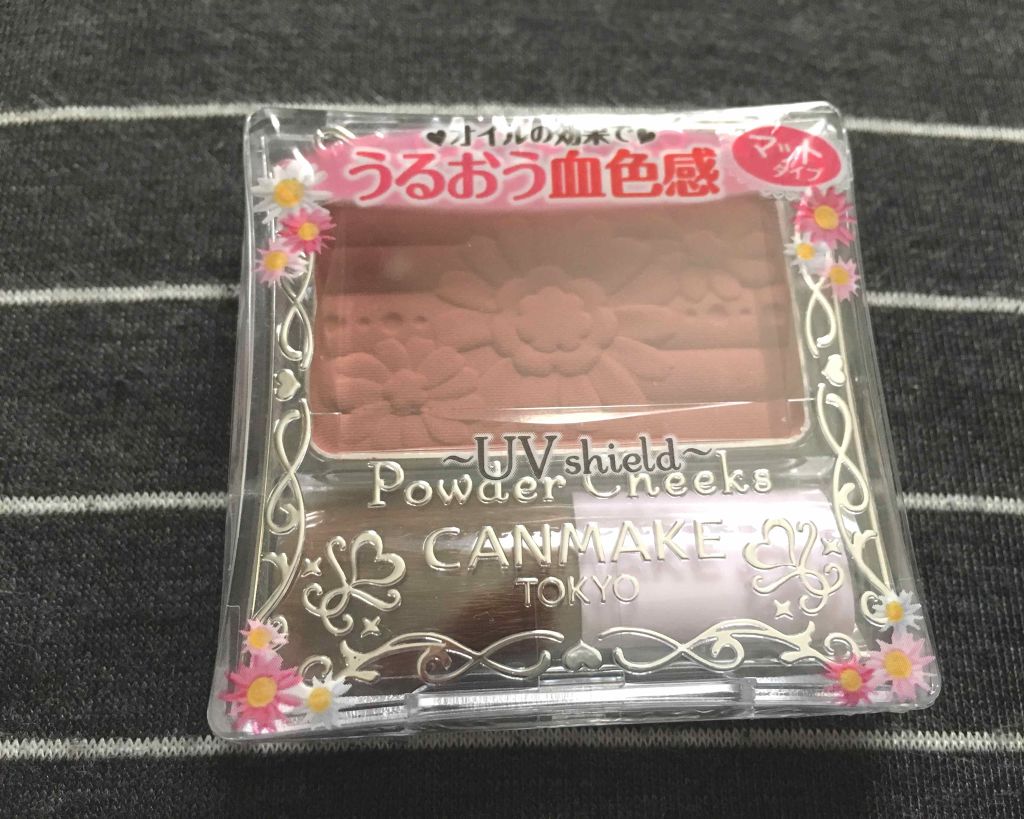 ♥オイルの効果で♥
うるおう血色感
マット
タイプ
~UV shield~
Powder Cheeks
CANMAKE
TOKYO